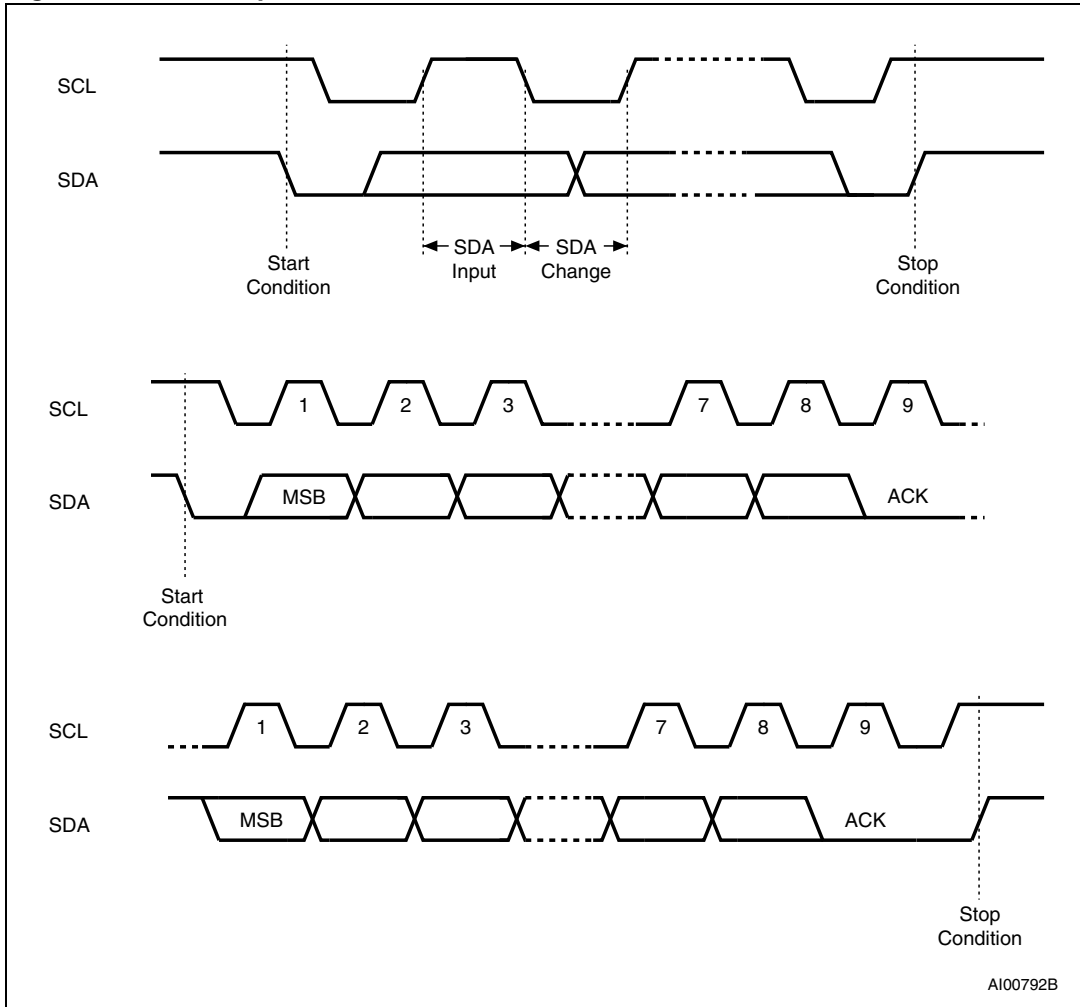 SCL
SDA
SDA Input
SDA Change
Start Condition
Stop Condition
SCL
1 2 3 7 8 9
SDA
MSB
ACK
Start Condition
SCL
1 2 3 7 8 9
SDA
MSB
ACK
Stop Condition
AI00792B